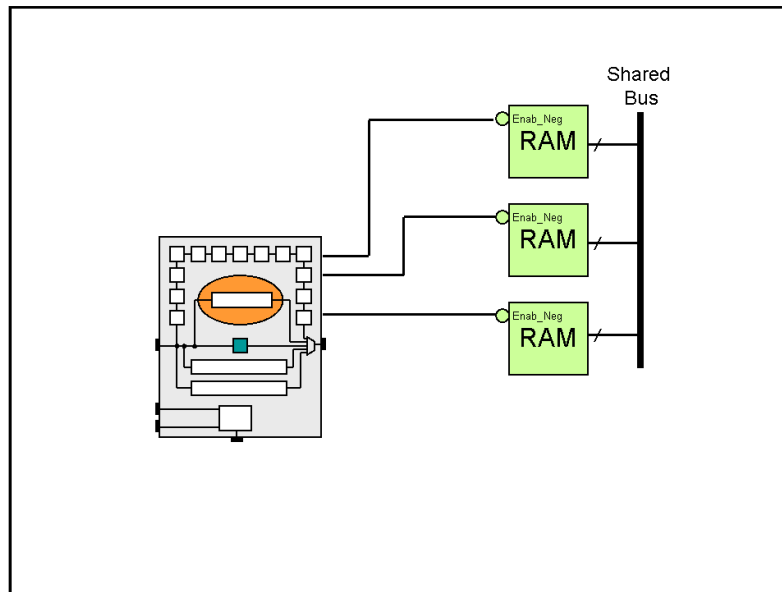 Shared
Bus
Enab_Neg
RAM
Enab_Neg
RAM
Enab_Neg
RAM